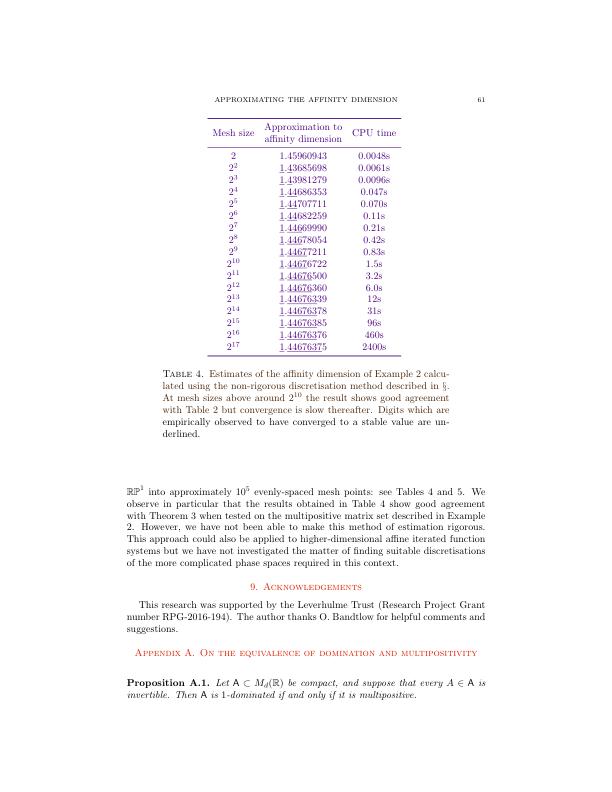 APPROXIMATING THE AFFINITY DIMENSION 61
Mesh size Approximation to affinity dimension CPU time
2 1.45960943 0.0048s
2^2 1.43685698 0.0061s
2^3 1.43981279 0.0096s
2^4 1.44686353 0.047s
2^5 1.44707711 0.070s
2^6 1.44682259 0.11s
2^7 1.44669990 0.21s
2^8 1.44678054 0.42s
2^9 1.44677211 0.83s
2^10 1.44676722 1.5s
2^11 1.44676500 3.2s
2^12 1.44676360 6.0s
2^13 1.44676339 12s
2^14 1.44676378 31s
2^15 1.44676385 96s
2^16 1.44676376 460s
2^17 1.44676375 2400s
TABLE 4. Estimates of the affinity dimension of Example 2 calcu-
lated using the non-rigorous discretisation method described in §.
At mesh sizes above around 2^10 the result shows good agreement
with Table 2 but convergence is slow thereafter. Digits which are
empirically observed to have converged to a stable value are un-
derlined.
ℝℙ^1 into approximately 10^5 evenly-spaced mesh points: see Tables 4 and 5. We
observe in particular that the results obtained in Table 4 show good agreement
with Theorem 3 when tested on the multipositive matrix set described in Example
2. However, we have not been able to make this method of estimation rigorous.
This approach could also be applied to higher-dimensional affine iterated function
systems but we have not investigated the matter of finding suitable discretisations
of the more complicated phase spaces required in this context.
9. ACKNOWLEDGEMENTS
This research was supported by the Leverhulme Trust (Research Project Grant
number RPG-2016-194). The author thanks O. Bandtlow for helpful comments and
suggestions.
APPENDIX A. ON THE EQUIVALENCE OF DOMINATION AND MULTIPOSITIVITY
Proposition A.1. Let A ⊂ M_d(ℝ) be compact, and suppose that every A ∈ A is
invertible. Then A is 1-dominated if and only if it is multipositive.